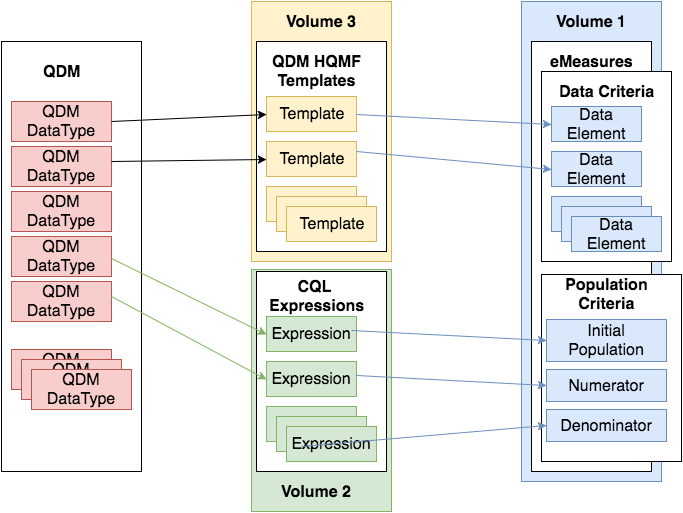 QDM
QDM
DataType
QDM
DataType
QDM
DataType
QDM
DataType
QDM
DataType
QDM
QDM
QDM
DataType
Volume 3
QDM HQMF
Templates
Template
Template
Template
CQL
Expressions
Expression
Expression
Expression
Volume 2
Volume 1
eMeasures
Data Criteria
Data
Element
Data
Element
Data
Element
Population
Criteria
Initial
Population
Numerator
Denominator